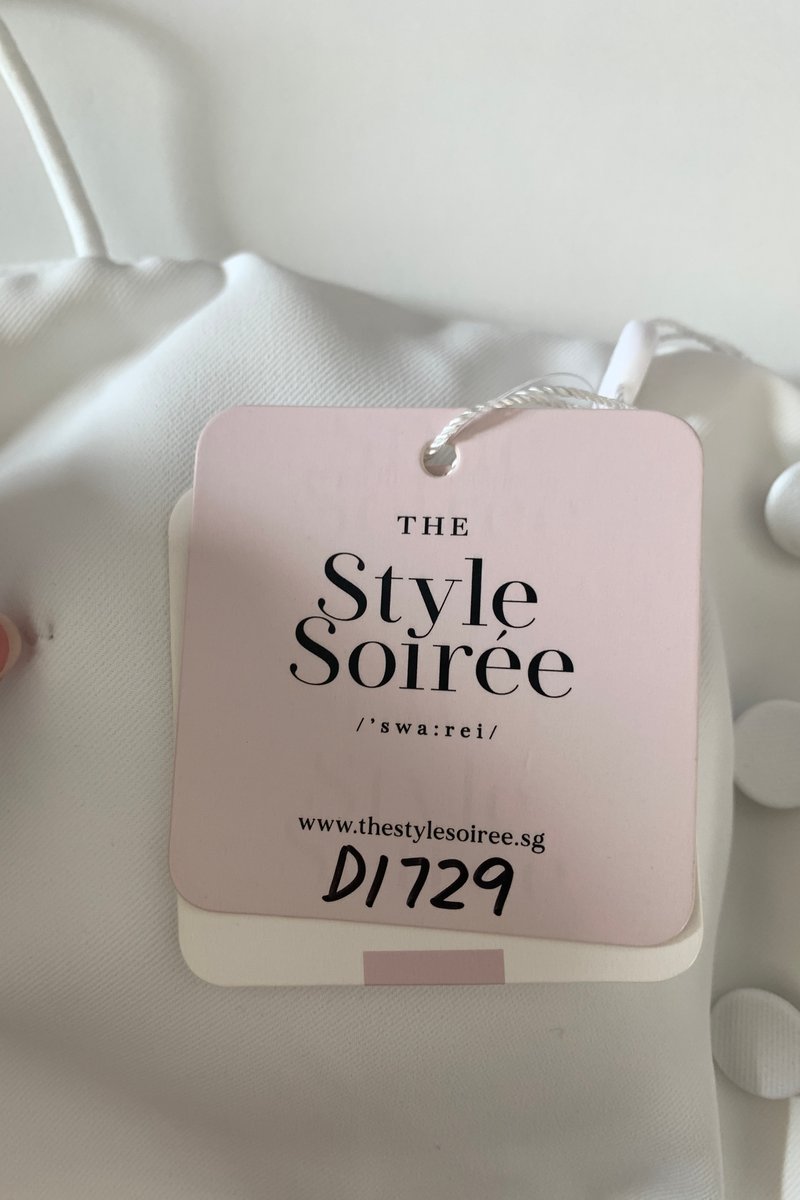 THE
Style
Soirée
/'swa:rei/
www.thestylesoiree.sg
D1729